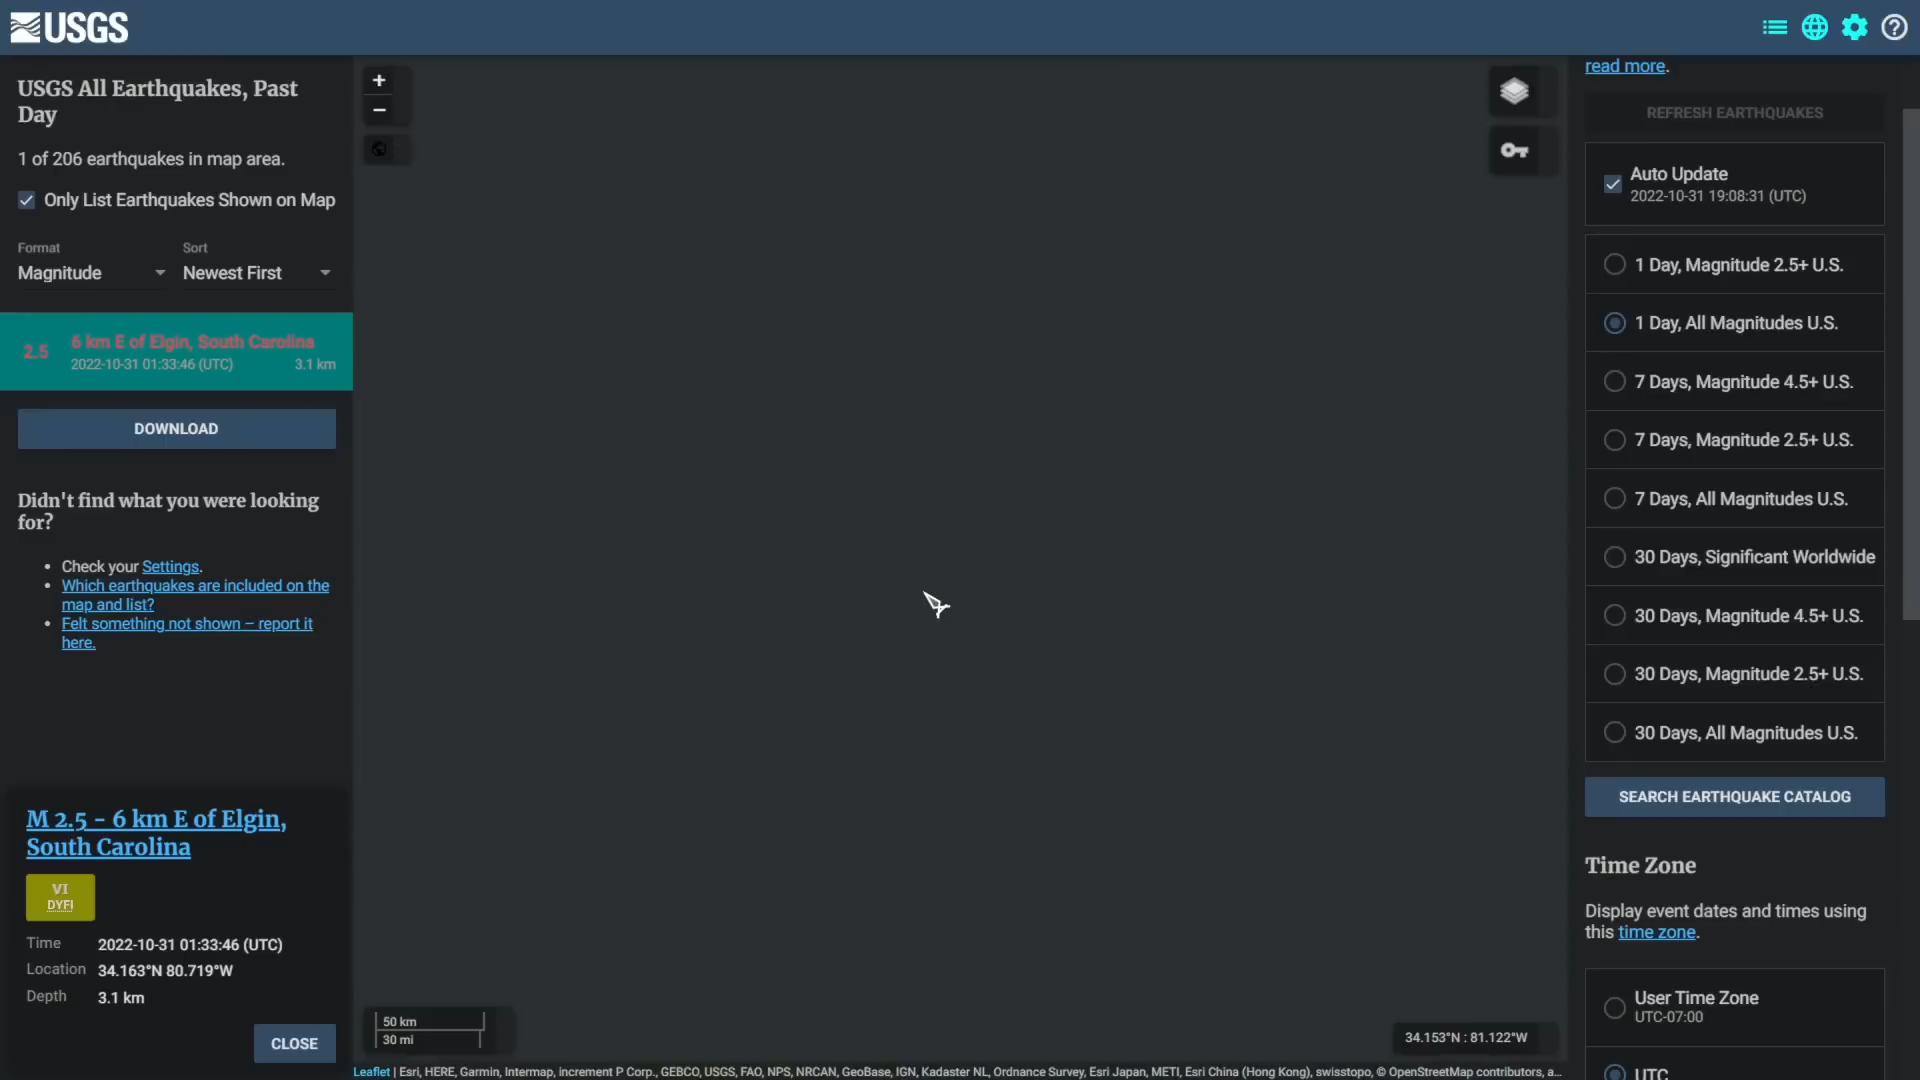 USGS
USGS All Earthquakes, Past
Day
1 of 206 earthquakes in map area.
Only List Earthquakes Shown on Map
Format
Sort
Magnitude
Newest First
2.5
6 km E of Elgin, South Carolina
2022-10-31 01:33:46 (UTC)
3.1 km
DOWNLOAD
Didn't find what you were looking
for?
Check your Settings.
Which earthquakes are included on the
map and list?
Felt something not shown – report it
here.
M 2.5 - 6 km E of Elgin,
South Carolina
VI
DYFI
Time
2022-10-31 01:33:46 (UTC)
Location
34.163°N 80.719°W
Depth
3.1 km
CLOSE
+
−
50 km
30 mi
34.153°N : 81.122°W
Leaflet | Esri, HERE, Garmin, Intermap, increment P Corp., GEBCO, USGS, FAO, NPS, NRCAN, GeoBase, IGN, Kadaster NL, Ordnance Survey, Esri Japan, METI, Esri China (Hong Kong), swisstopo, © OpenStreetMap contributors, a...
read more.
REFRESH EARTHQUAKES
Auto Update
2022-10-31 19:08:31 (UTC)
1 Day, Magnitude 2.5+ U.S.
1 Day, All Magnitudes U.S.
7 Days, Magnitude 4.5+ U.S.
7 Days, Magnitude 2.5+ U.S.
7 Days, All Magnitudes U.S.
30 Days, Significant Worldwide
30 Days, Magnitude 4.5+ U.S.
30 Days, Magnitude 2.5+ U.S.
30 Days, All Magnitudes U.S.
SEARCH EARTHQUAKE CATALOG
Time Zone
Display event dates and times using
this time zone.
User Time Zone
UTC-07:00
UTC